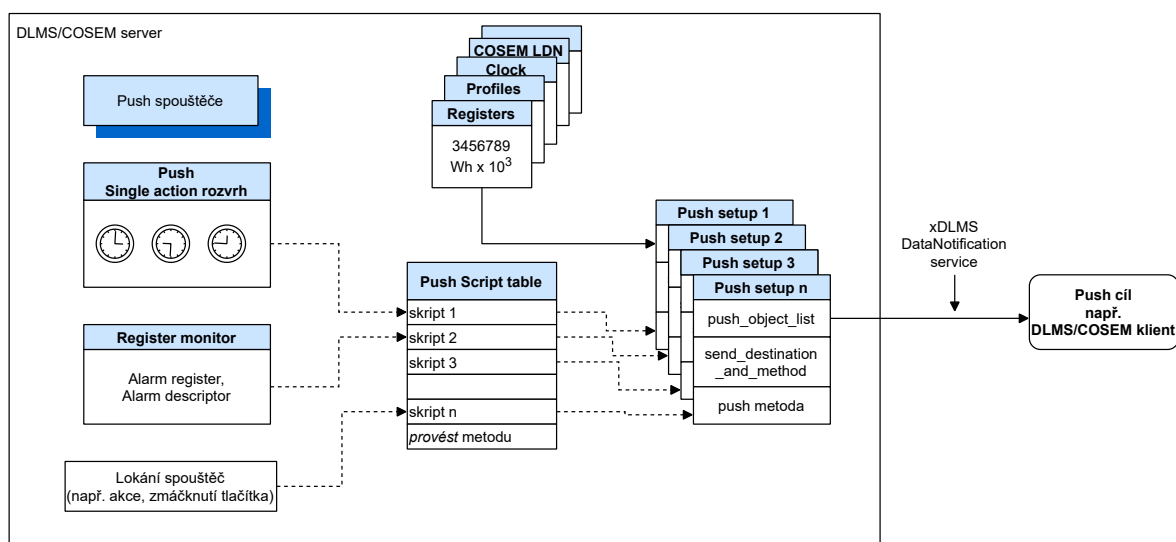 DLMS/COSEM server
Push spouštěče
Push
Single action rozvrh
Register monitor
Alarm register,
Alarm descriptor
Lokání spouštěč
(např. akce, zmáčknutí tlačítka)
COSEM LDN
Clock
Profiles
Registers
3456789
Wh x 10³
Push Script table
skript 1
skript 2
skript 3
skript n
provést metodu
Push setup 1
Push setup 2
Push setup 3
Push setup n
push_object_list
send_destination
_and_method
push metoda
xDLMS
DataNotification
service
Push cíl
např.
DLMS/COSEM klient